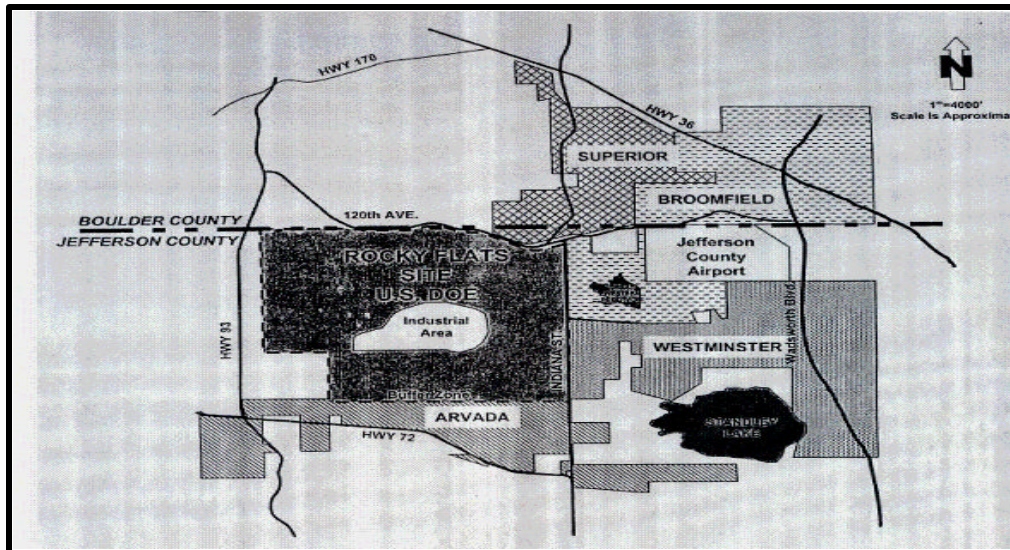 HWY 170
N
1"=4000'
Scale Is Approxima
HWY 36
SUPERIOR
BROOMFIELD
120th AVE.
BOULDER COUNTY
JEFFERSON COUNTY
ROCKY FLATS
SITE
U.S. DOE
Jefferson
County
Airport
Industrial
Area
HWY 93
INDIANA ST.
Wadsworth Blvd.
WESTMINSTER
Buffer Zone
ARVADA
STANDLEY
LAKE
HWY 72